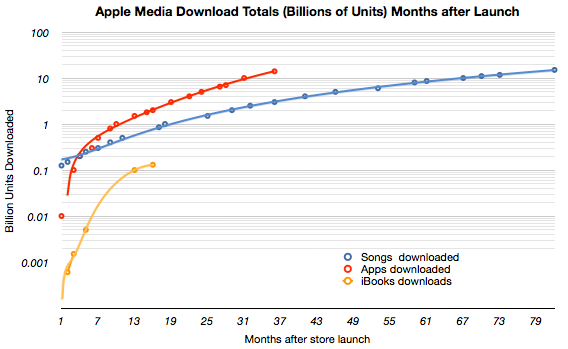 Apple Media Download Totals (Billions of Units) Months after Launch
100
10
1
0.1
0.01
0.001
Billion Units Downloaded
Songs downloaded
Apps downloaded
iBooks downloads
1 7 13 19 25 31 37 43 49 55 61 67 73 79
Months after store launch